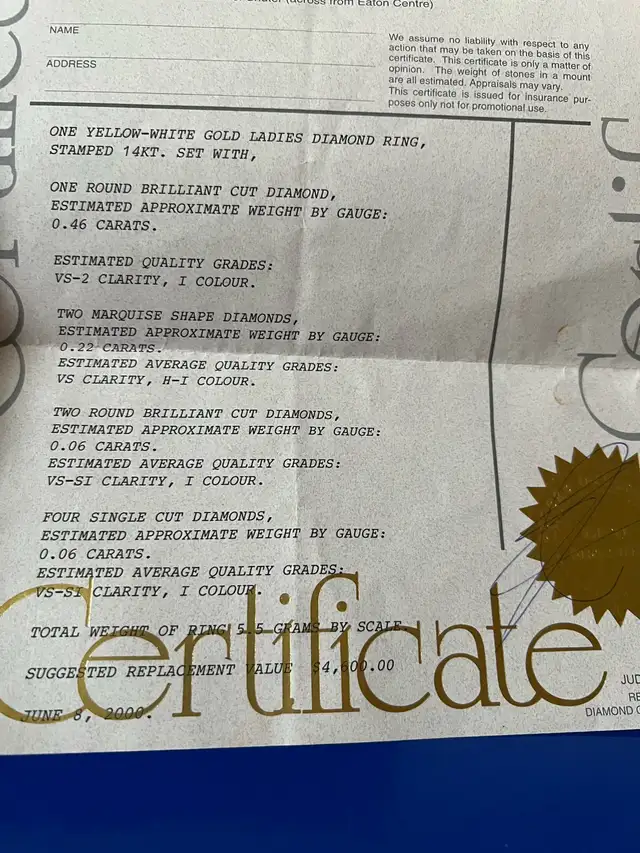 (across from Eaton Centre)
NAME
ADDRESS
We assume no liability with respect to any
action that may be taken on the basis of this
certificate. This certificate is only a matter of
opinion. The weight of stones in a mount
are all estimated. Appraisals may vary.
This certificate is issued for insurance pur-
poses only not for promotional use.
ONE YELLOW-WHITE GOLD LADIES DIAMOND RING,
STAMPED 14KT. SET WITH,
ONE ROUND BRILLIANT CUT DIAMOND,
ESTIMATED APPROXIMATE WEIGHT BY GAUGE:
0.46 CARATS.
ESTIMATED QUALITY GRADES:
VS-2 CLARITY, I COLOUR.
TWO MARQUISE SHAPE DIAMONDS,
ESTIMATED APPROXIMATE WEIGHT BY GAUGE:
0.22 CARATS.
ESTIMATED AVERAGE QUALITY GRADES:
VS CLARITY, H-I COLOUR.
TWO ROUND BRILLIANT CUT DIAMONDS,
ESTIMATED APPROXIMATE WEIGHT BY GAUGE:
0.06 CARATS.
ESTIMATED AVERAGE QUALITY GRADES:
VS-SI CLARITY, I COLOUR.
FOUR SINGLE CUT DIAMONDS,
ESTIMATED APPROXIMATE WEIGHT BY GAUGE:
0.06 CARATS.
ESTIMATED AVERAGE QUALITY GRADES:
VS-SI CLARITY, I COLOUR.
TOTAL WEIGHT OF RING 5.5 GRAMS BY SCALE
SUGGESTED REPLACEMENT VALUE $4,600.00
JUNE 8, 2000.
Certificate
JUD
RE
DIAMOND